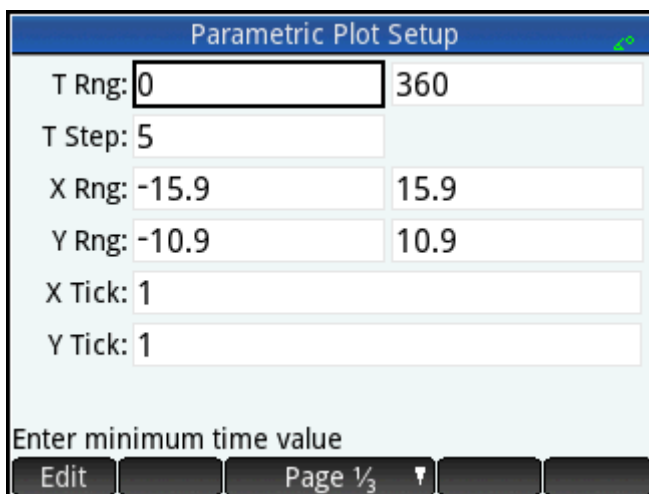 Parametric Plot Setup
T Rng: 0 360
T Step: 5
X Rng: -15.9 15.9
Y Rng: -10.9 10.9
X Tick: 1
Y Tick: 1
Enter minimum time value
Edit Page ⅓